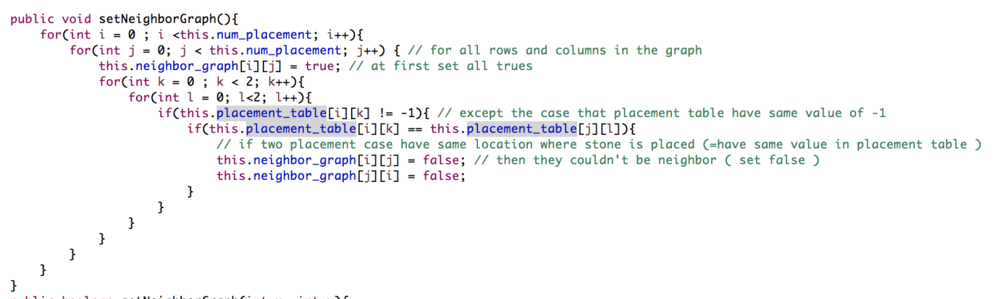 public void setNeighborGraph(){
    for(int i = 0 ; i <this.num_placement; i++){
        for(int j = 0; j < this.num_placement; j++) { // for all rows and columns in the graph
            this.neighbor_graph[i][j] = true; // at first set all trues
            for(int k = 0 ; k < 2; k++){
                for(int l = 0; l<2; l++){
                    if(this.placement_table[i][k] != -1){ // except the case that placement table have same value of -1
                        if(this.placement_table[i][k] == this.placement_table[j][l]){
                            // if two placement case have same location where stone is placed (=have same value in placement table )
                            this.neighbor_graph[i][j] = false; // then they couldn't be neighbor ( set false )
                            this.neighbor_graph[j][i] = false;
                        }
                    }
                }
            }
        }
    }
}